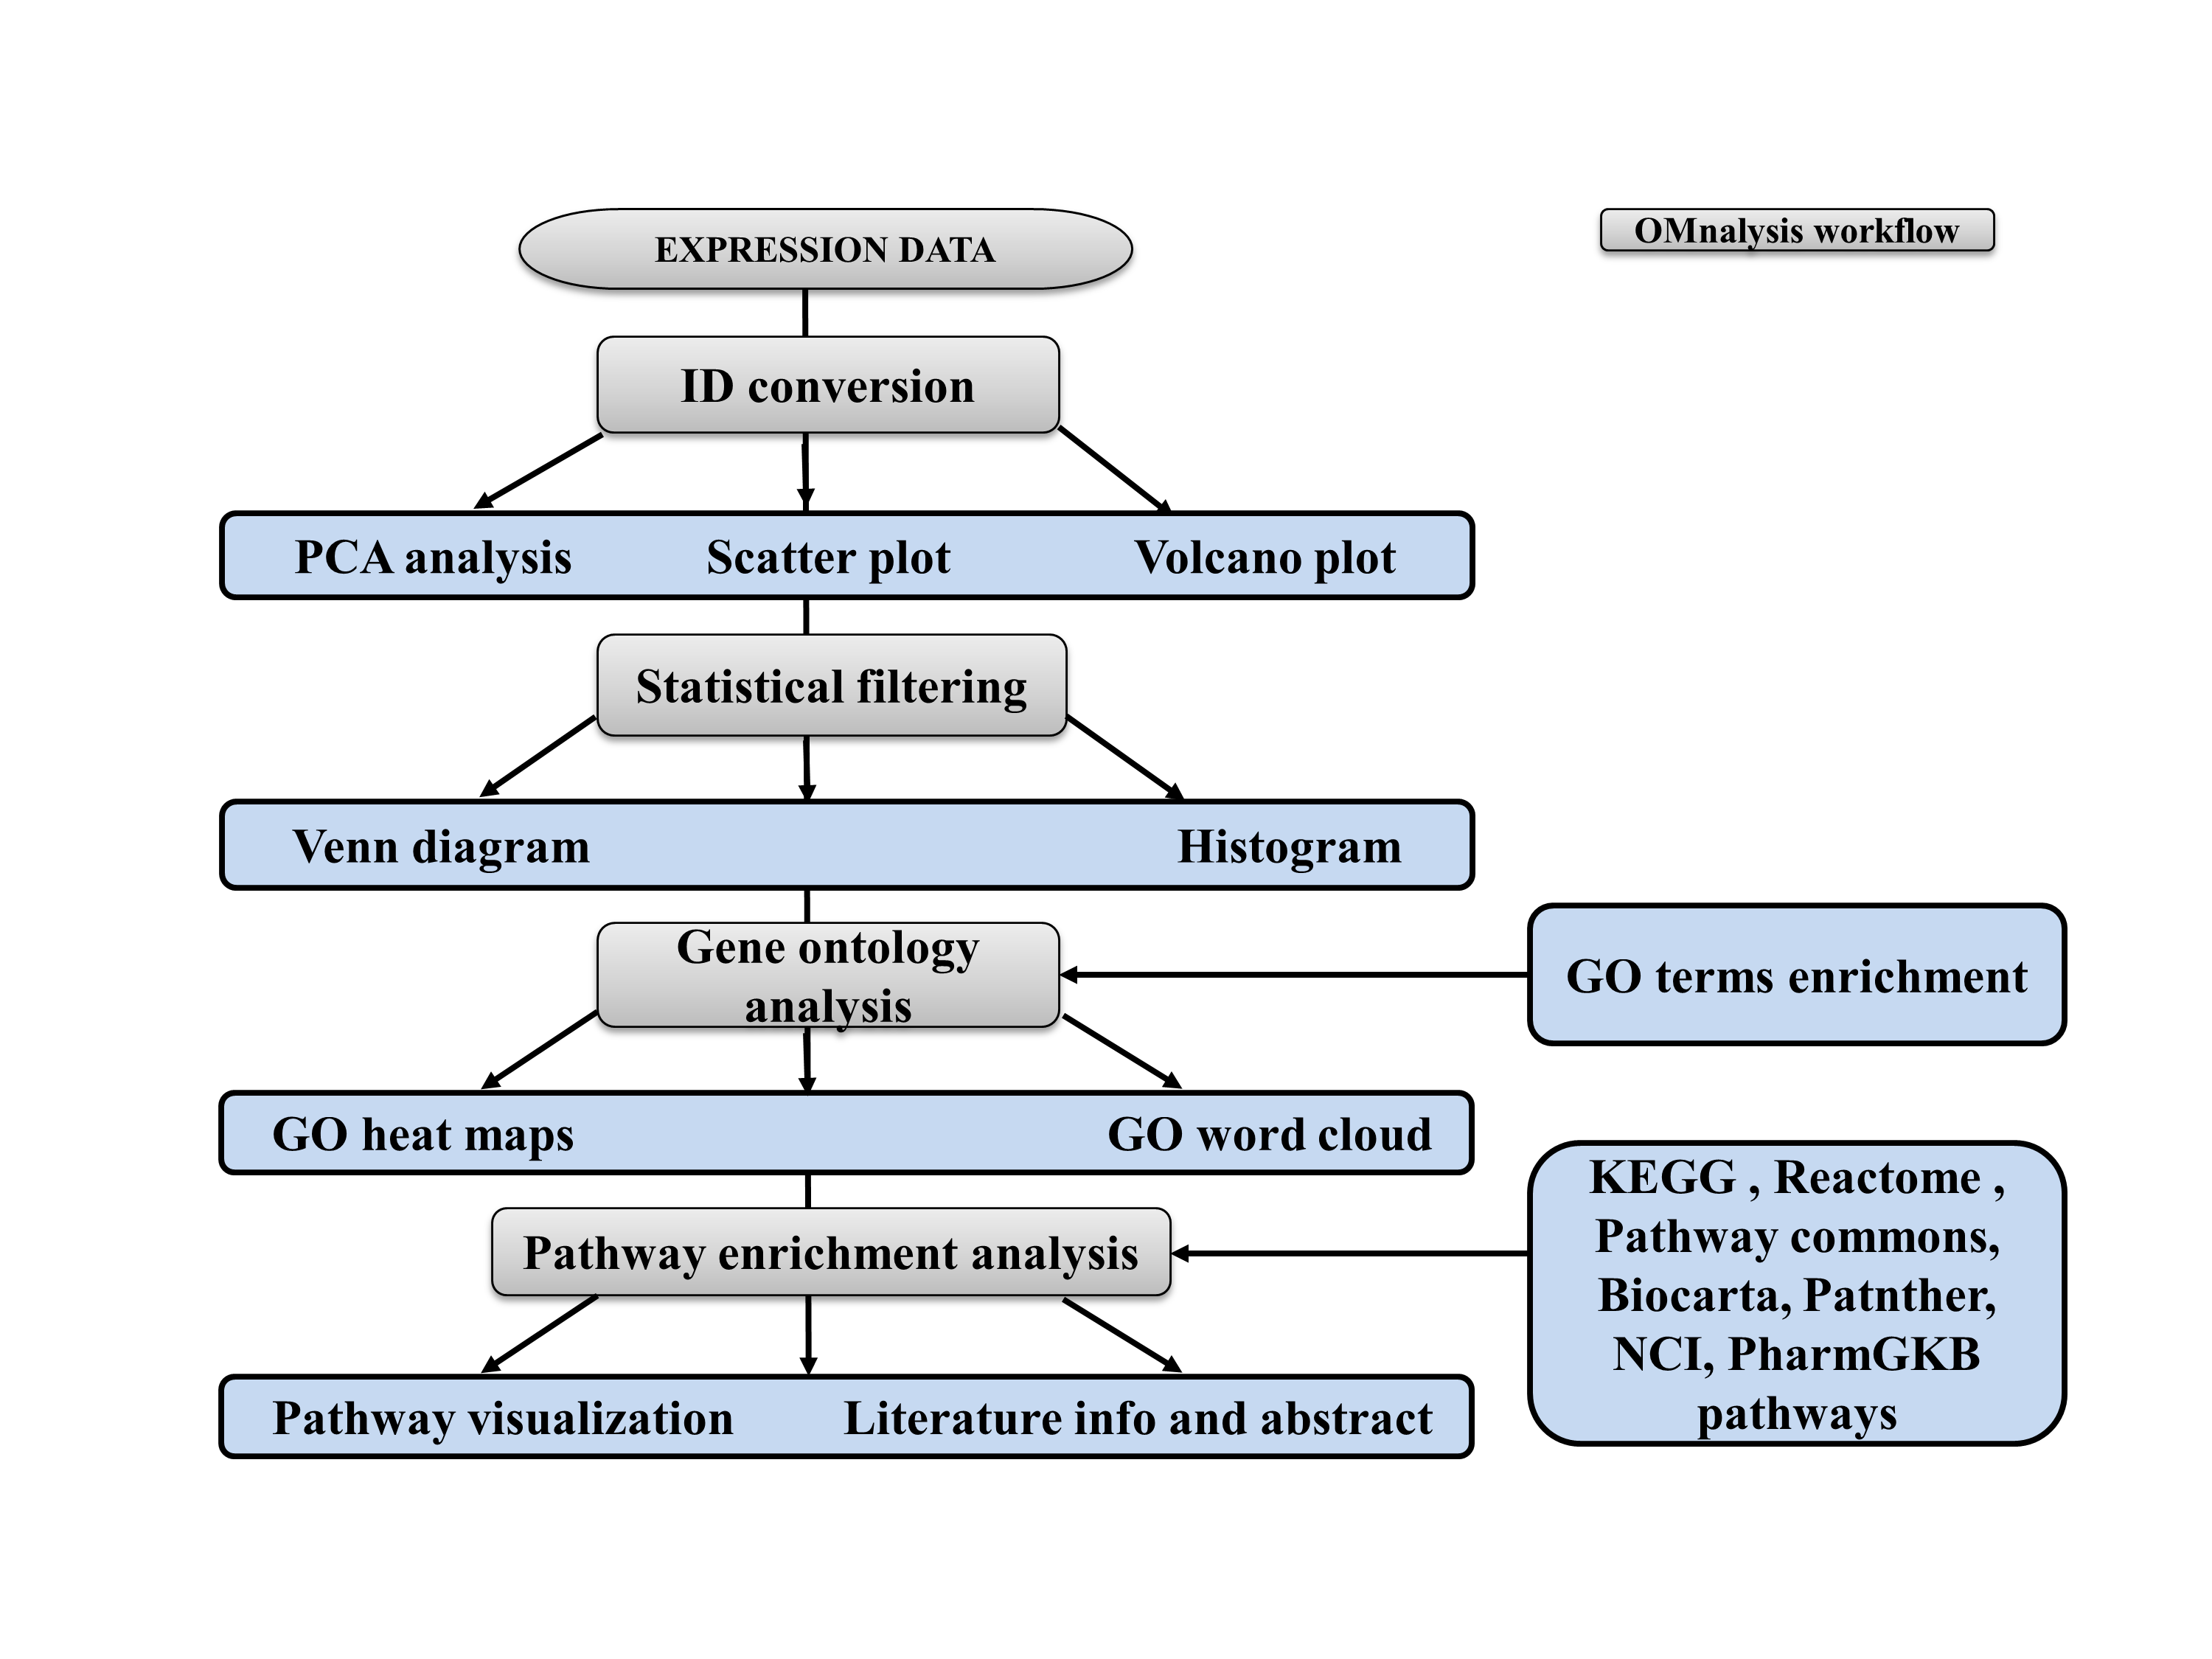 EXPRESSION DATA
OMnalysis workflow
ID conversion
PCA analysis
Scatter plot
Volcano plot
Statistical filtering
Venn diagram
Histogram
Gene ontology
analysis
GO terms enrichment
GO heat maps
GO word cloud
Pathway enrichment analysis
KEGG , Reactome ,
Pathway commons,
Biocarta, Patnther,
NCI, PharmGKB
pathways
Pathway visualization
Literature info and abstract